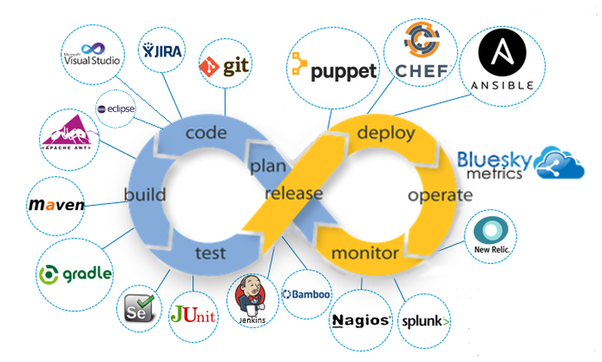 Microsoft
Visual Studio
JIRA
git
puppet
CHEF
ANSIBLE
eclipse
APACHE ANT
code
deploy
plan
Bluesky
metrics
build
release
operate
maven
test
monitor
New Relic.
gradle
Se
JUnit
Jenkins
Bamboo
Nagios
splunk>